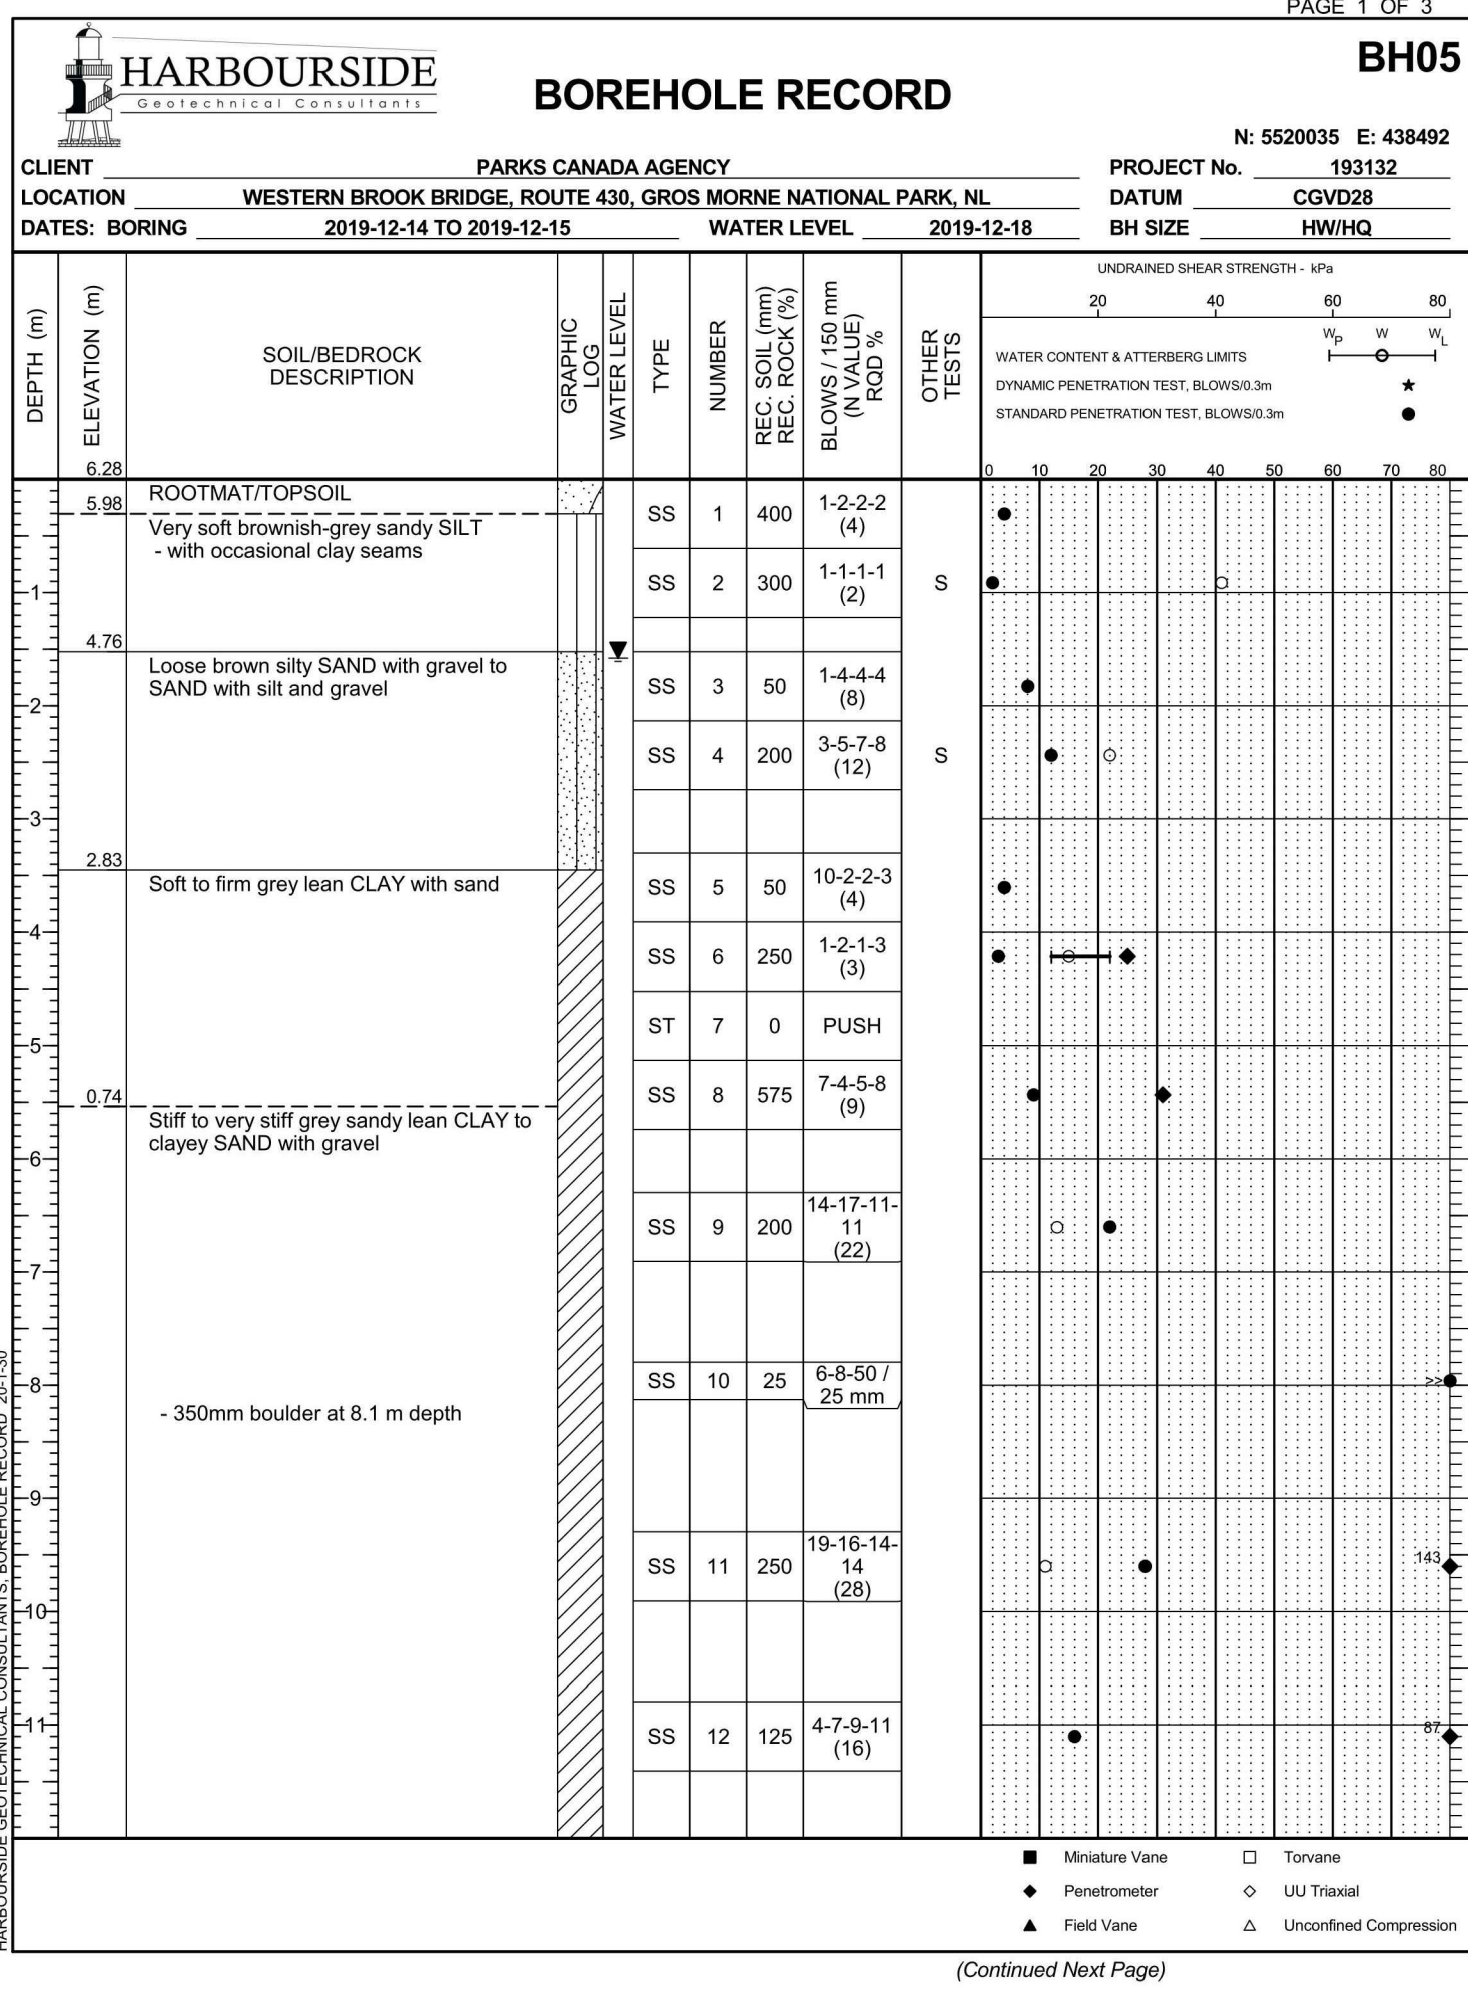 PAGE 1 OF 3
BH05
HARBOURSIDE
Geotechnical Consultants
BOREHOLE RECORD
N: 5520035 E: 438492
CLIENT PARKS CANADA AGENCY PROJECT No. 193132
LOCATION WESTERN BROOK BRIDGE, ROUTE 430, GROS MORNE NATIONAL PARK, NL DATUM CGVD28
DATES: BORING 2019-12-14 TO 2019-12-15 WATER LEVEL 2019-12-18 BH SIZE HW/HQ
DEPTH (m)
ELEVATION (m)
SOIL/BEDROCK
DESCRIPTION
GRAPHIC
LOG
WATER LEVEL
TYPE
NUMBER
REC. SOIL (mm)
REC. ROCK (%)
BLOWS / 150 mm
(N VALUE)
RQD %
OTHER
TESTS
UNDRAINED SHEAR STRENGTH - kPa
20 40 60 80
WP W WL
WATER CONTENT & ATTERBERG LIMITS
DYNAMIC PENETRATION TEST, BLOWS/0.3m ★
STANDARD PENETRATION TEST, BLOWS/0.3m ●
6.28
0 10 20 30 40 50 60 70 80
ROOTMAT/TOPSOIL
5.98
SS 1 400 1-2-2-2
(4)
Very soft brownish-grey sandy SILT
- with occasional clay seams
1
SS 2 300 1-1-1-1
(2)
S
4.76
Loose brown silty SAND with gravel to
SAND with silt and gravel
SS 3 50 1-4-4-4
(8)
2
SS 4 200 3-5-7-8
(12)
S
3
2.83
Soft to firm grey lean CLAY with sand
SS 5 50 10-2-2-3
(4)
4
SS 6 250 1-2-1-3
(3)
ST 7 0 PUSH
5
SS 8 575 7-4-5-8
(9)
0.74
Stiff to very stiff grey sandy lean CLAY to
clayey SAND with gravel
6
SS 9 200 14-17-11-
11
(22)
7
SS 10 25 6-8-50 /
25 mm
>>
8
- 350mm boulder at 8.1 m depth
9
SS 11 250 19-16-14-
14
(28)
143
10
11
SS 12 125 4-7-9-11
(16)
87
Miniature Vane Torvane
Penetrometer UU Triaxial
Field Vane Unconfined Compression
(Continued Next Page)
HARBOURSIDE GEOTECHNICAL CONSULTANTS, BOREHOLE RECORD 20-1-30